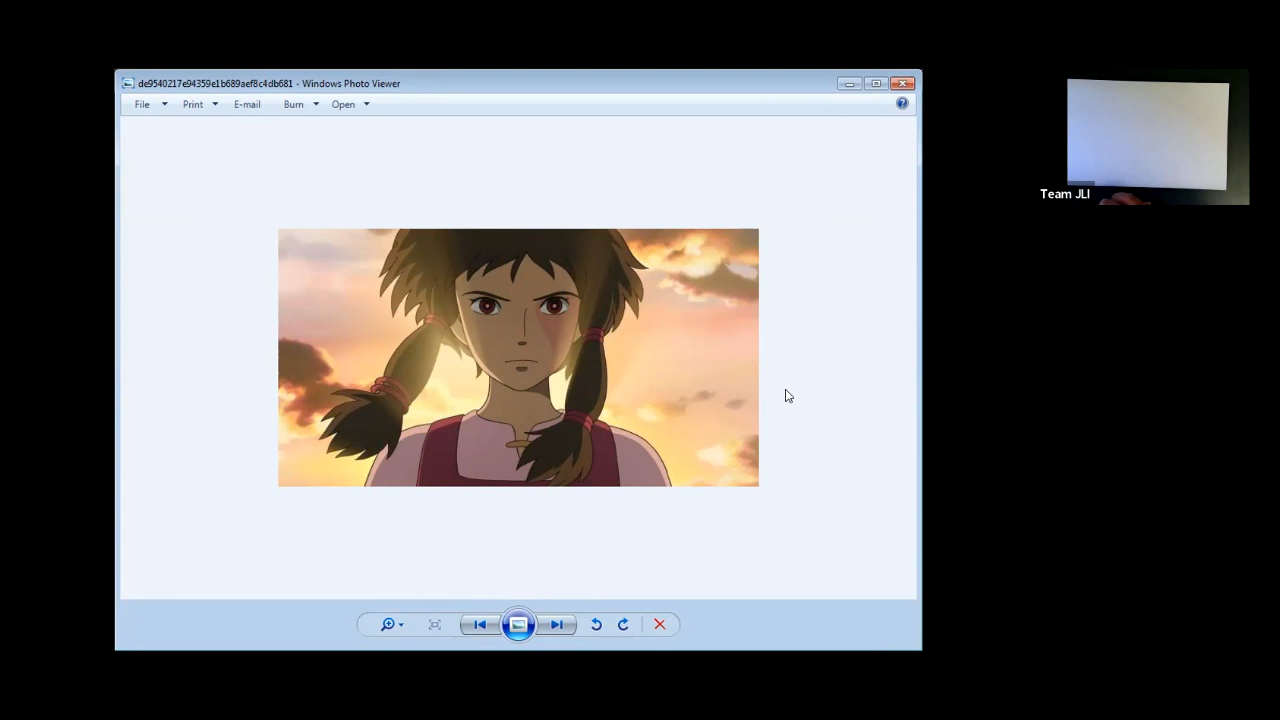 de9540217e94359e1b689aef8c4db681 - Windows Photo Viewer
File Print E-mail Burn Open
Team JLI